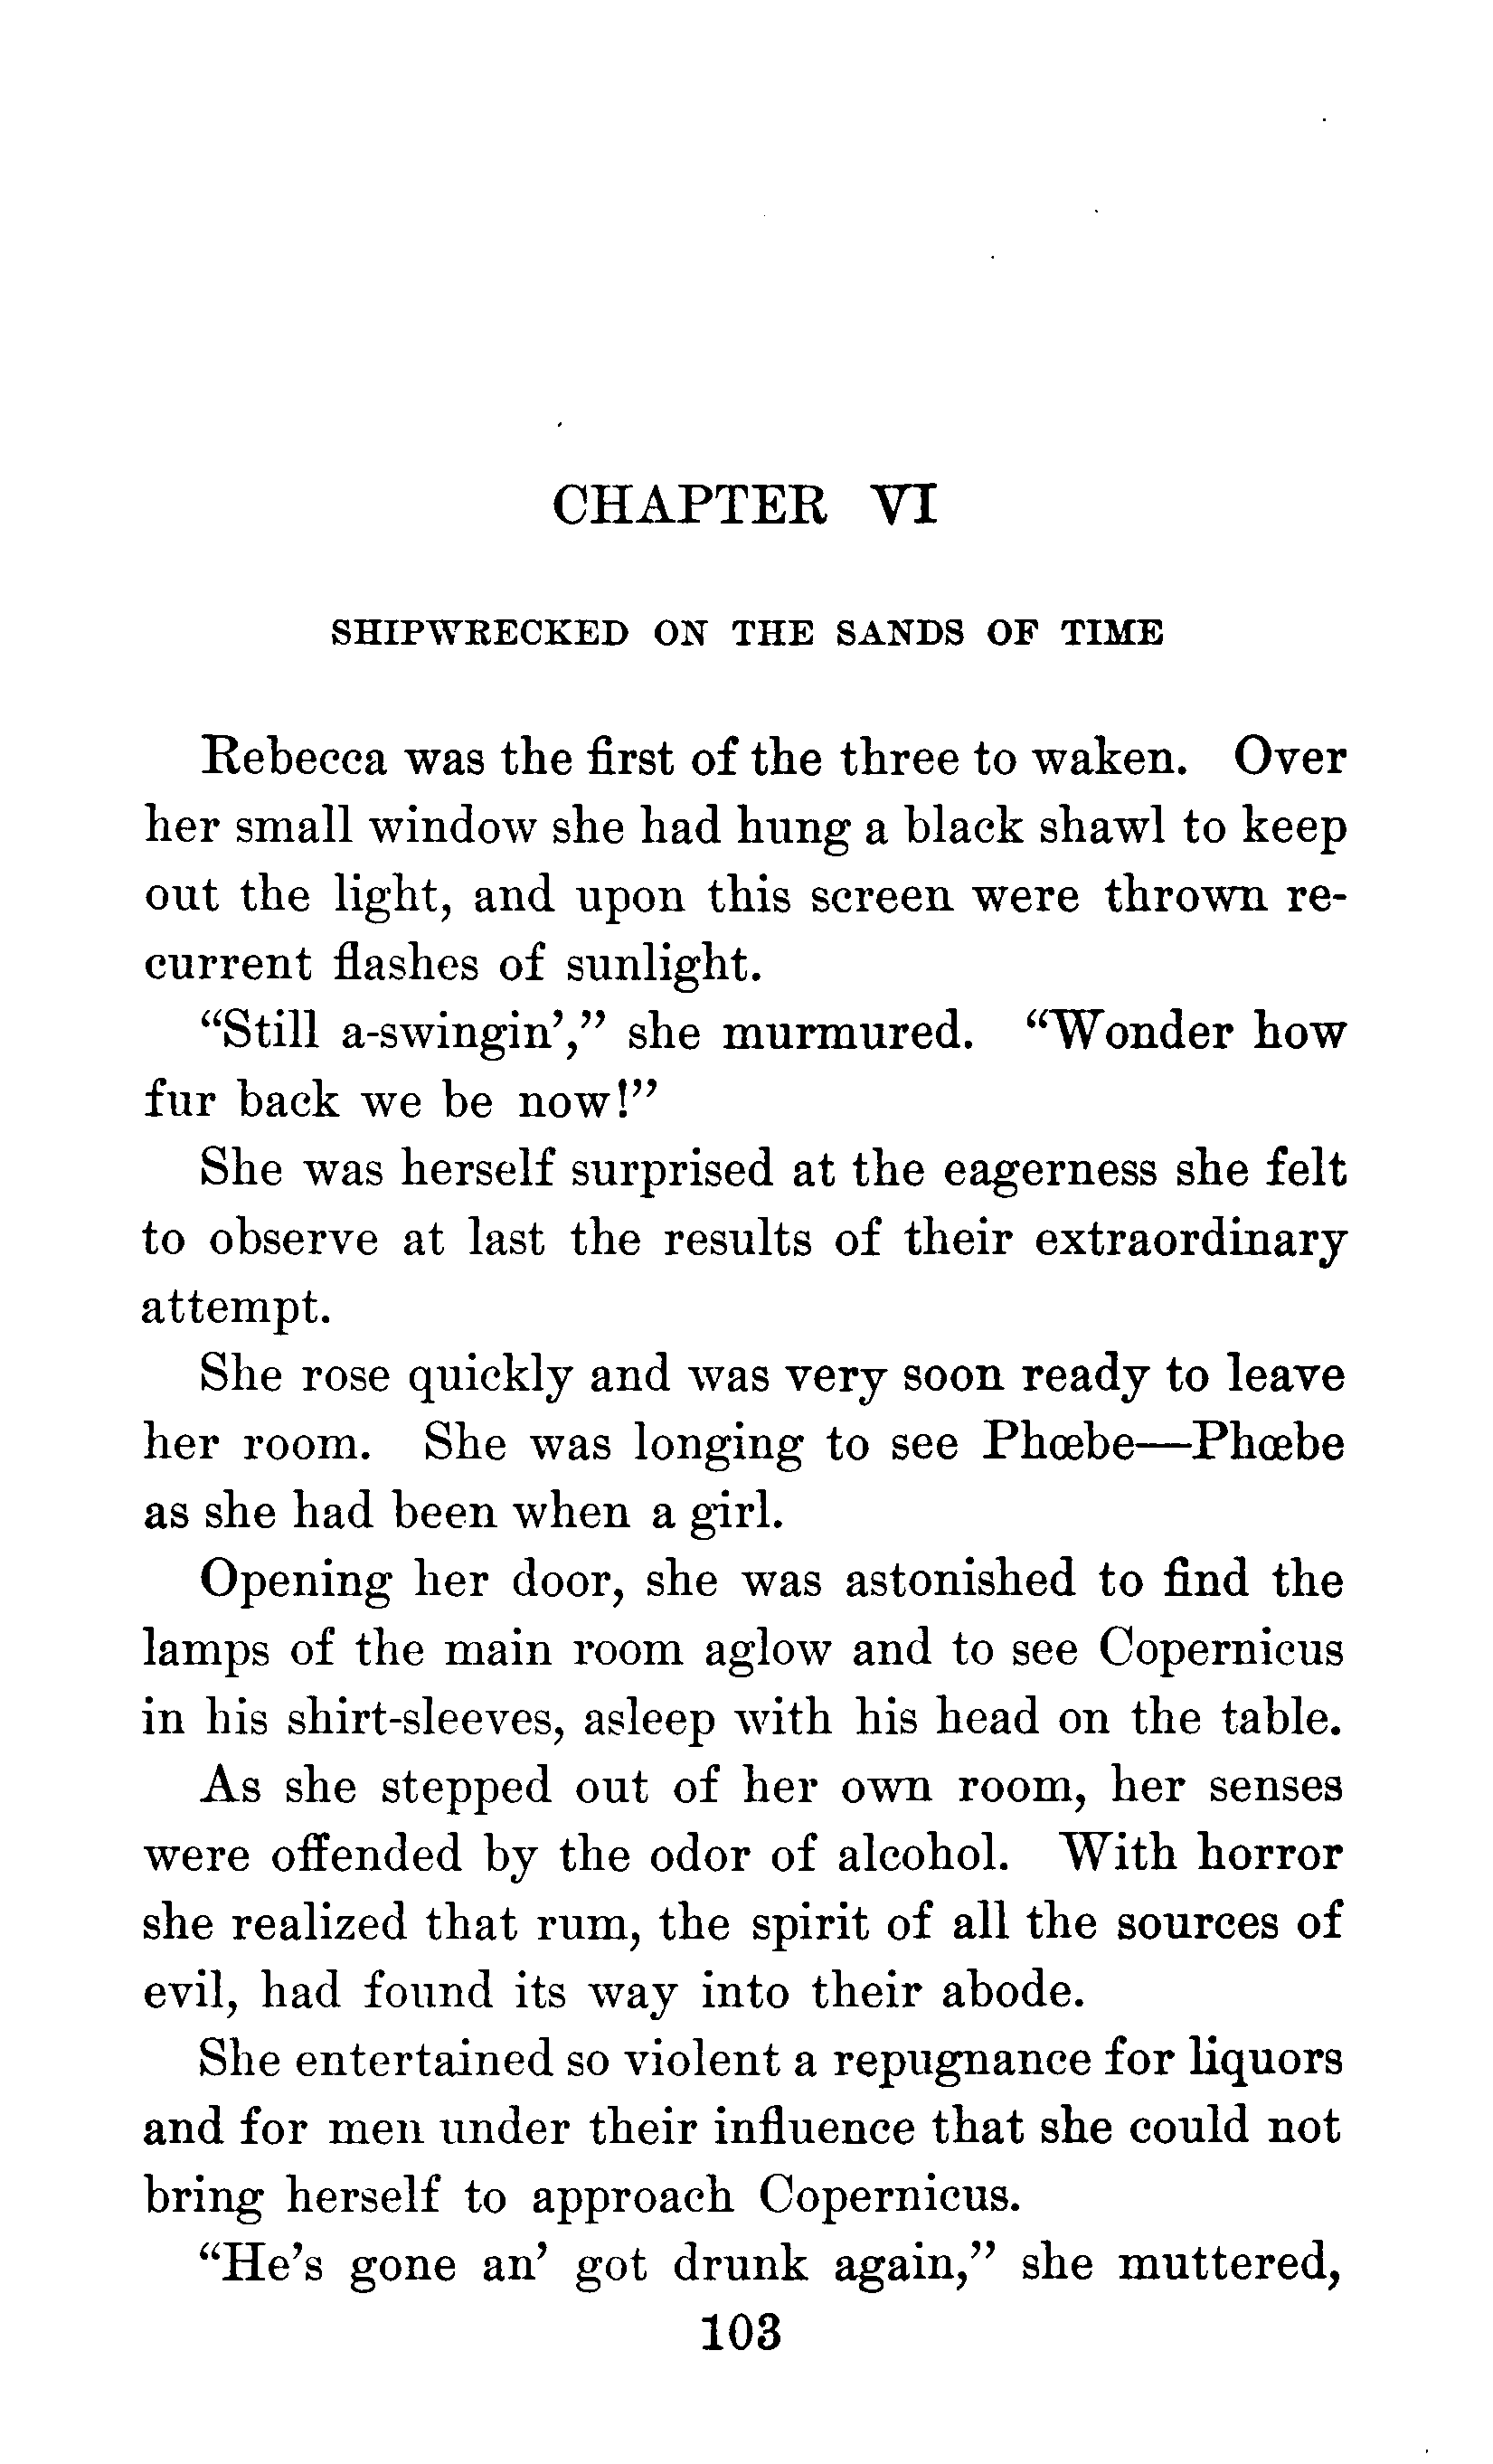 CHAPTER VI
SHIPWRECKED ON THE SANDS OF TIME
Rebecca was the first of the three to waken. Over
her small window she had hung a black shawl to keep
out the light, and upon this screen were thrown re-
current flashes of sunlight.
“Still a-swingin’,” she murmured. “Wonder how
fur back we be now!”
She was herself surprised at the eagerness she felt
to observe at last the results of their extraordinary
attempt.
She rose quickly and was very soon ready to leave
her room. She was longing to see Phœbe—Phœbe
as she had been when a girl.
Opening her door, she was astonished to find the
lamps of the main room aglow and to see Copernicus
in his shirt-sleeves, asleep with his head on the table.
As she stepped out of her own room, her senses
were offended by the odor of alcohol. With horror
she realized that rum, the spirit of all the sources of
evil, had found its way into their abode.
She entertained so violent a repugnance for liquors
and for men under their influence that she could not
bring herself to approach Copernicus.
“He’s gone an’ got drunk again,” she muttered,
103